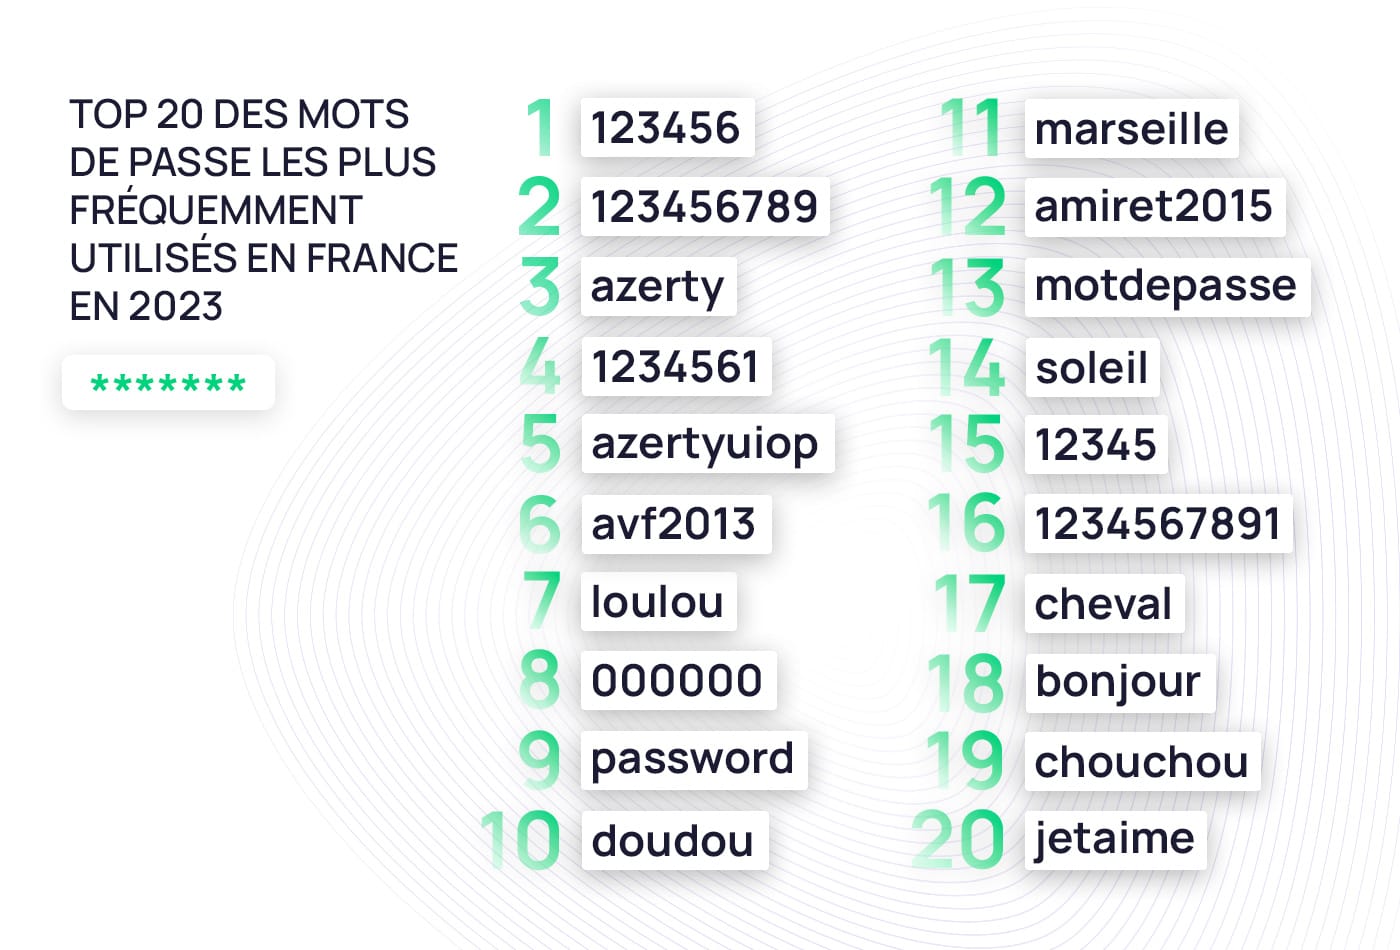 TOP 20 DES MOTS
DE PASSE LES PLUS
FRÉQUEMMENT
UTILISÉS EN FRANCE
EN 2023
*******
1 123456
2 123456789
3 azerty
4 1234561
5 azertyuiop
6 avf2013
7 loulou
8 000000
9 password
10 doudou
11 marseille
12 amiret2015
13 motdepasse
14 soleil
15 12345
16 1234567891
17 cheval
18 bonjour
19 chouchou
20 jetaime